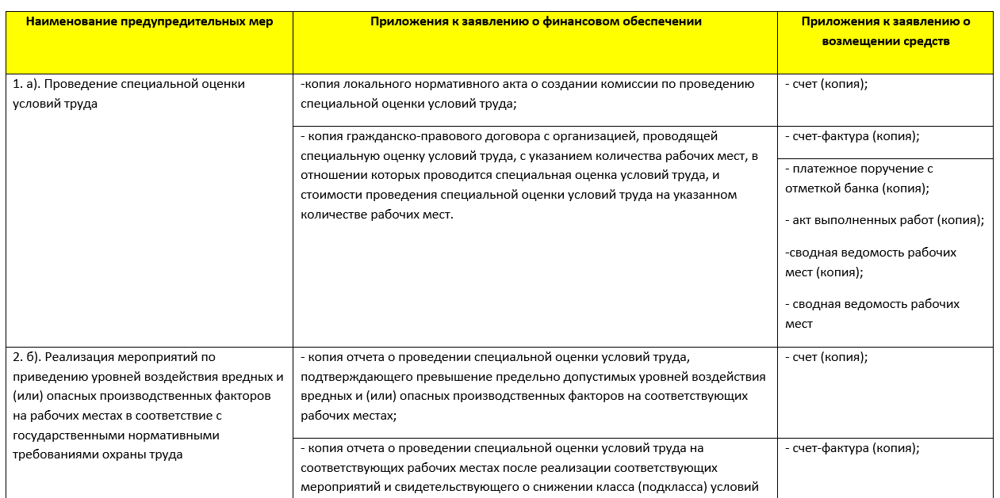 Наименование предупредительных мер
Приложения к заявлению о финансовом обеспечении
Приложения к заявлению о
возмещении средств
1. а). Проведение специальной оценки
условий труда
-копия локального нормативного акта о создании комиссии по проведению
специальной оценки условий труда;
- счет (копия);
- копия гражданско-правового договора с организацией, проводящей
специальную оценку условий труда, с указанием количества рабочих мест, в
отношении которых проводится специальная оценка условий труда, и
стоимости проведения специальной оценки условий труда на указанном
количестве рабочих мест.
- счет-фактура (копия);
- платежное поручение с
отметкой банка (копия);
- акт выполненных работ (копия);
-сводная ведомость рабочих
мест (копия);
- сводная ведомость рабочих
мест
2. б). Реализация мероприятий по
приведению уровней воздействия вредных и
(или) опасных производственных факторов
на рабочих местах в соответствие с
государственными нормативными
требованиями охраны труда
- копия отчета о проведении специальной оценки условий труда,
подтверждающего превышение предельно допустимых уровней воздействия
вредных и (или) опасных производственных факторов на соответствующих
рабочих местах;
- счет (копия);
- копия отчета о проведении специальной оценки условий труда на
соответствующих рабочих местах после реализации соответствующих
мероприятий и свидетельствующего о снижении класса (подкласса) условий
- счет-фактура (копия);